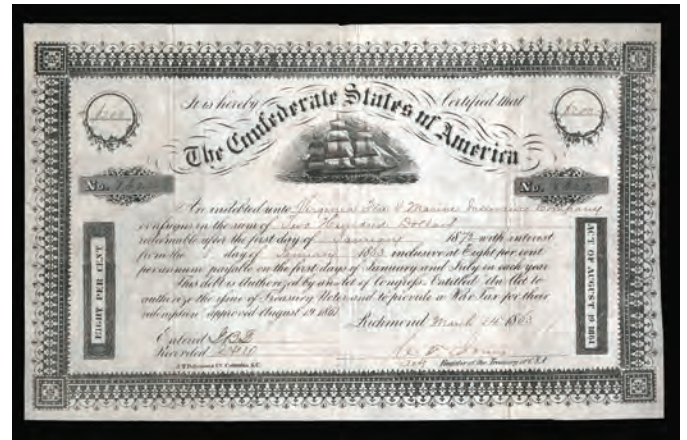 It is hereby Certified that
$200
$200
The Confederate States of America
No.
No.
Are indebted unto Virginia Fire & Marine Insurance Company
or assigns in the sum of Two Hundred Dollars
redeemable after the first day of January 187 with interest
from the day of January 1863 inclusive at Eight per cent
per annum payable on the first days of January and July in each year
This debt is Authorized by an Act of Congress Entitled An Act to
authorize the issue of Treasury Notes and to provide a War Tax for their
redemption approved August 19 1861
EIGHT PER CENT
ACT OF AUGUST 19 1861
Richmond March 1863
Entered
Recorded
Register of the Treasury of C.S.A
Columbia, S.C.